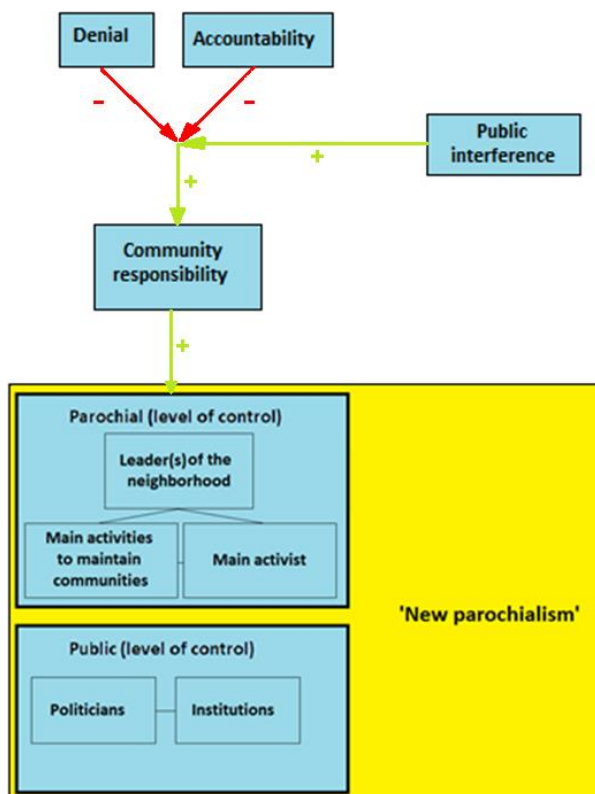 Denial
Accountability
-
-
Public
interference
+
+
Community
responsibility
+
Parochial (level of control)
Leader(s) of the
neighborhood
Main activities
to maintain
communities
Main activist
'New parochialism'
Public (level of control)
Politicians
Institutions